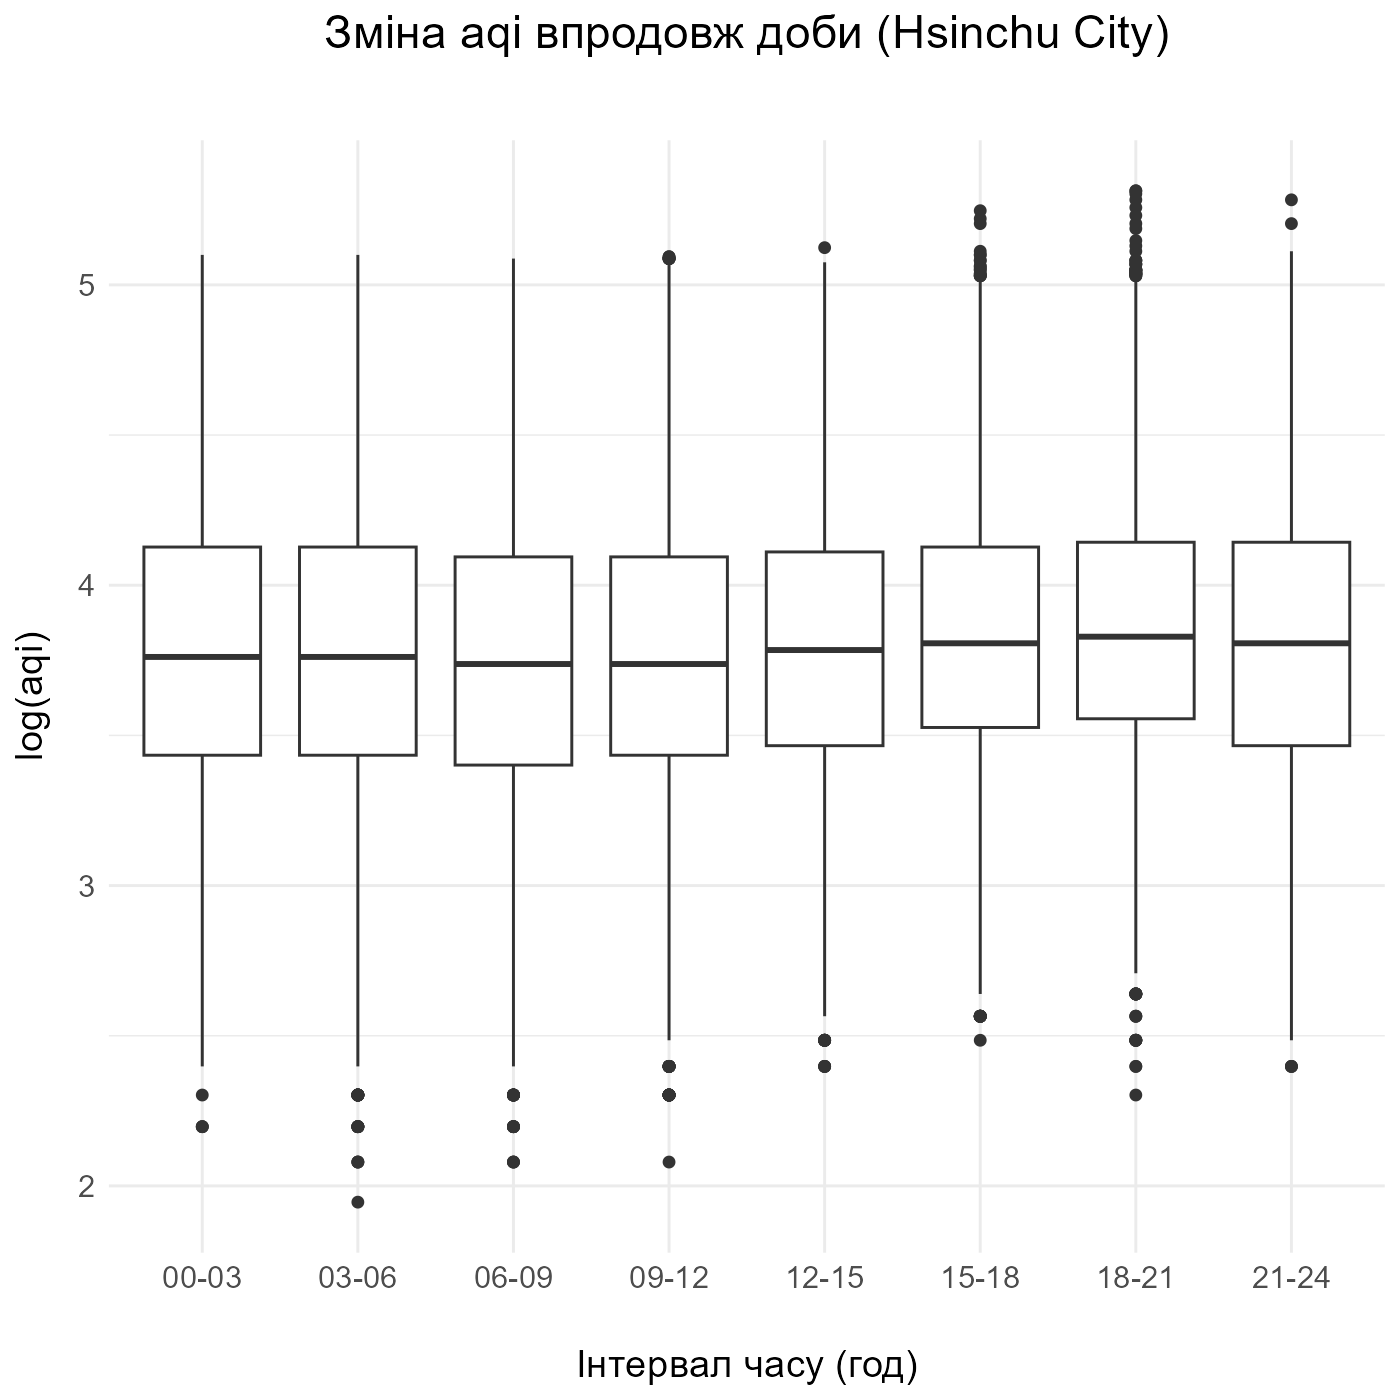 Зміна aqi впродовж доби (Hsinchu City)
log(aqi)
5
4
3
2
00-03 03-06 06-09 09-12 12-15 15-18 18-21 21-24
Інтервал часу (год)